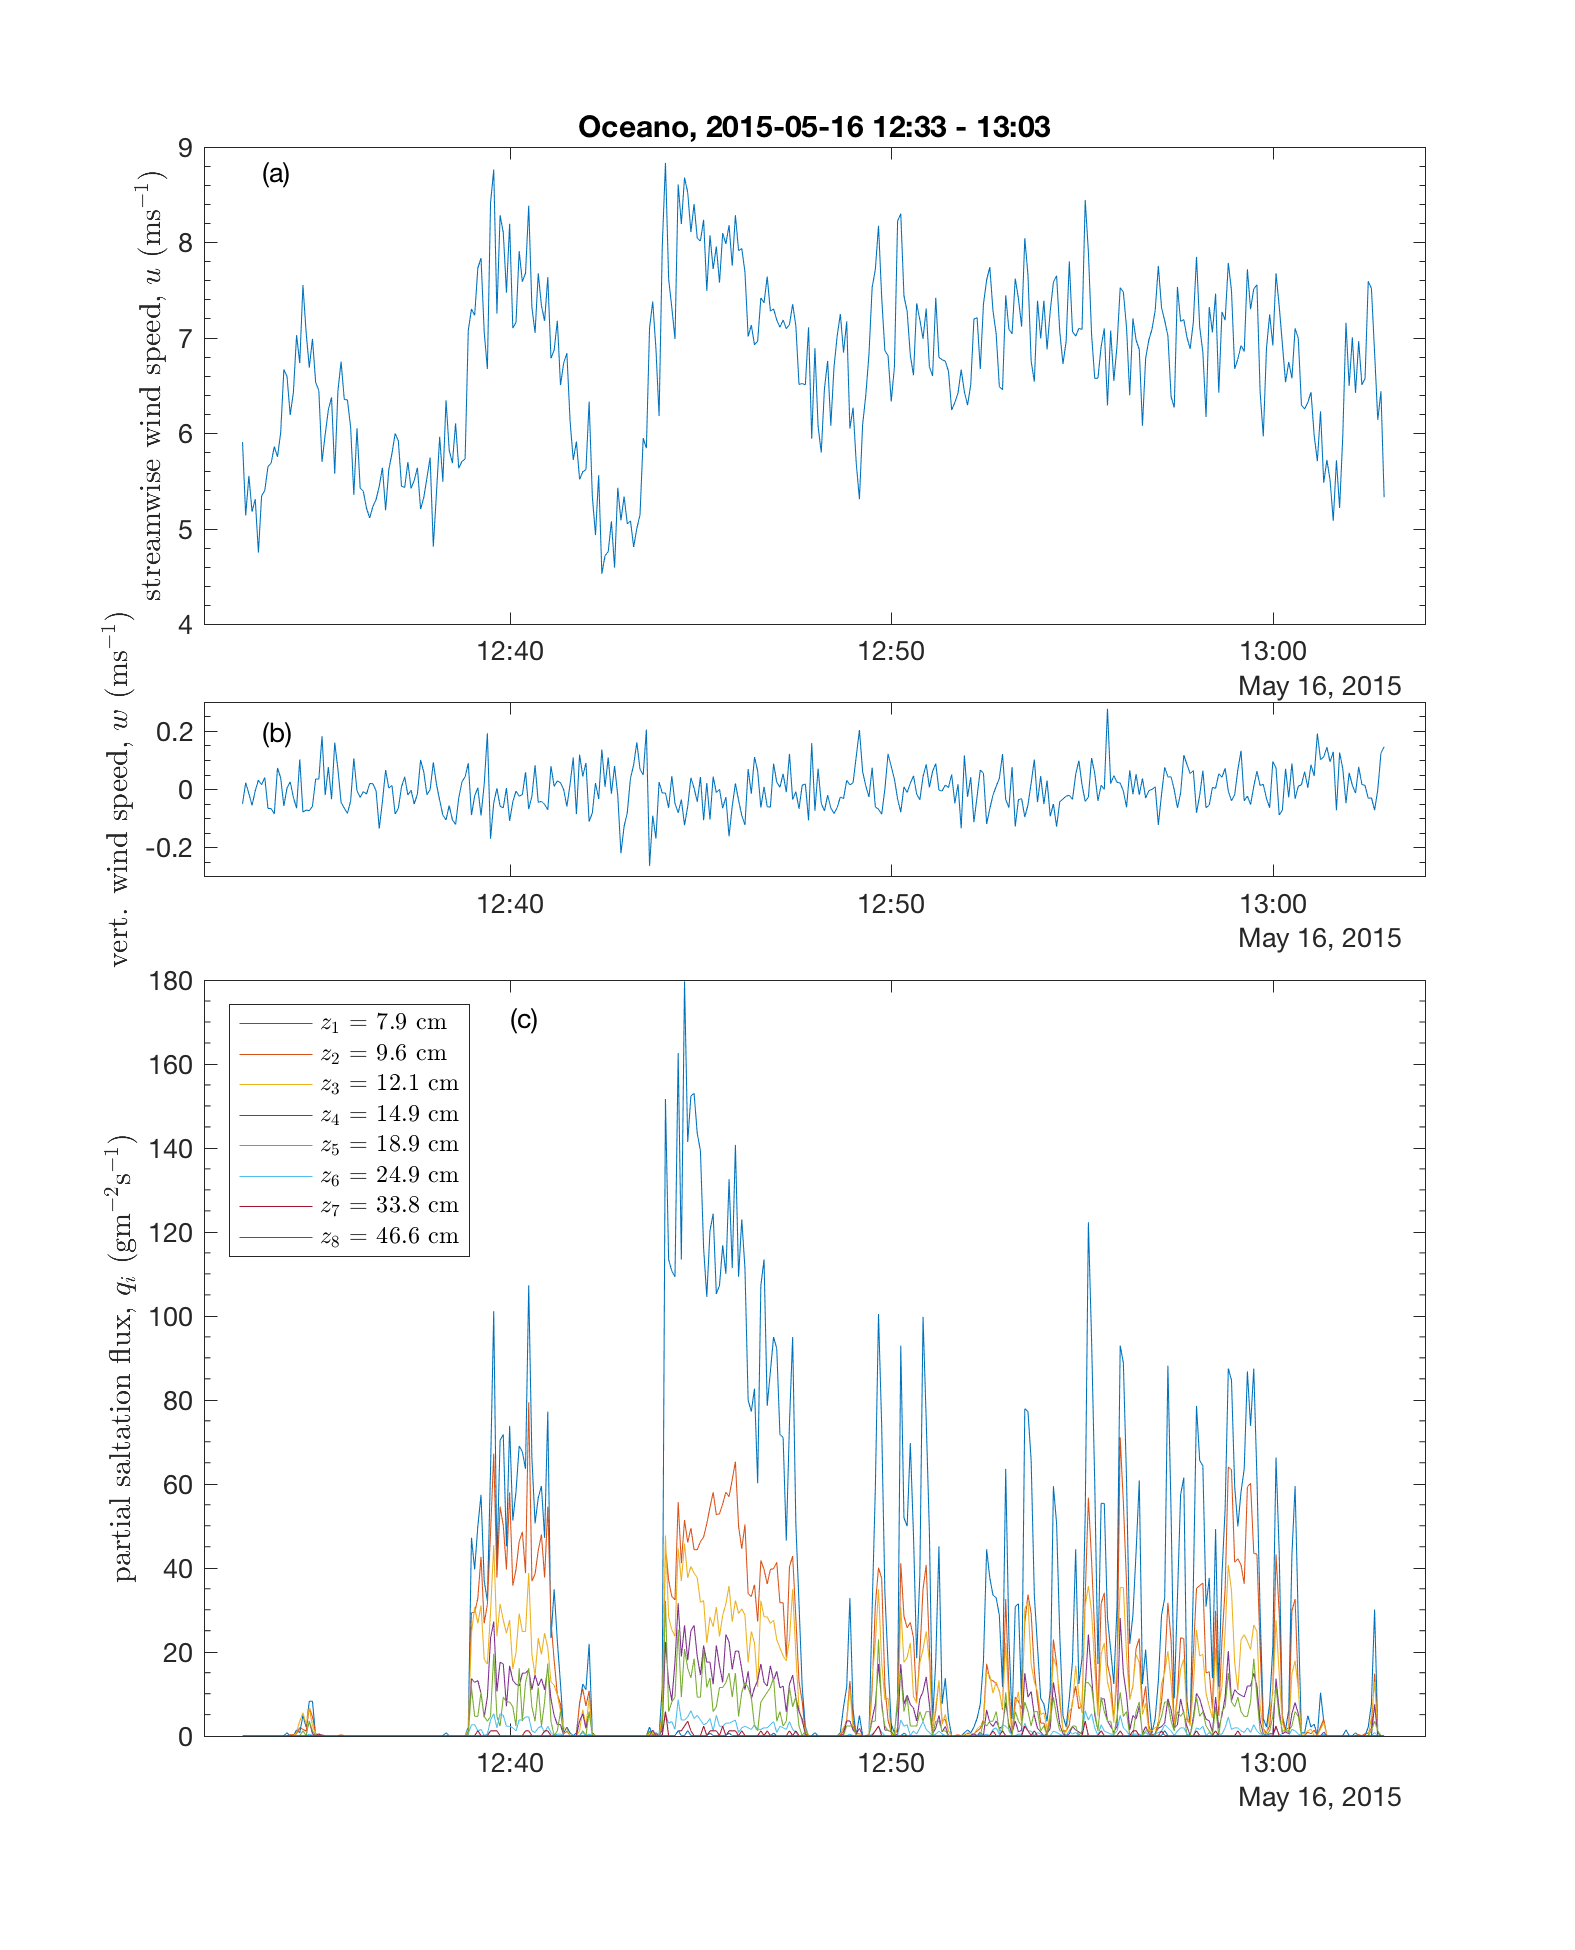 Oceano, 2015-05-16 12:33 - 13:03
(a)
streamwise wind speed, u (ms⁻¹)
9
8
7
6
5
4
12:40 12:50 13:00
May 16, 2015
(b)
vert. wind speed, w (ms⁻¹)
0.2
0
-0.2
12:40 12:50 13:00
May 16, 2015
(c)
partial saltation flux, qᵢ (gm⁻²s⁻¹)
180
160
140
120
100
80
60
40
20
0
z₁ = 7.9 cm
z₂ = 9.6 cm
z₃ = 12.1 cm
z₄ = 14.9 cm
z₅ = 18.9 cm
z₆ = 24.9 cm
z₇ = 33.8 cm
z₈ = 46.6 cm
12:40 12:50 13:00
May 16, 2015